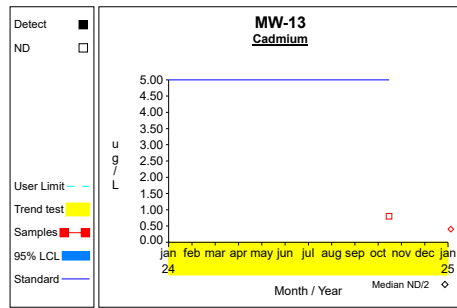 Detect
ND
User Limit
Trend test
Samples
95% LCL
Standard
MW-13
Cadmium
5.00
4.50
4.00
3.50
3.00
2.50
2.00
1.50
1.00
0.50
0.00
ug/L
jan feb mar apr may jun jul aug sep oct nov dec jan
24 25
Month / Year
Median ND/2